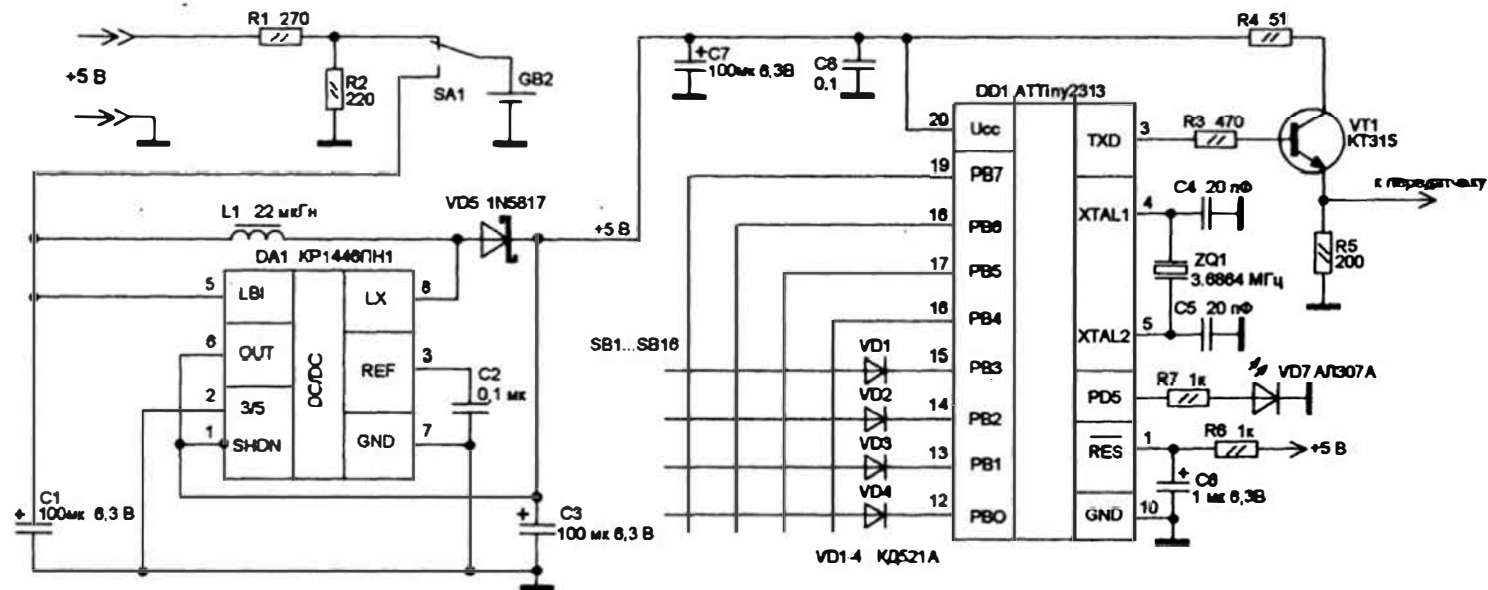 R1 270
+5 В
R2
220
SA1
GB2
+C7
100мк 6,3В
C8
0,1
R4 51
DD1 ATTiny2313
20
Ucc
TXD
3
R3 470
VT1
КТ315
19
PB7
16
PB6
17
PB5
16
PB4
SB1...SB16
VD1
15
PB3
VD2
14
PB2
VD3
13
PB1
VD4
12
PB0
VD1-4 КД521А
4
XTAL1
C4 20 пФ
ZQ1
3.6864 МГц
C5 20 пФ
5
XTAL2
к передатчику
R5
200
PD5
R7 1к
VD7 АЛ307А
RES
1
R6 1к
+5 В
+
C6
1 мк 6,3В
GND
10
L1 22 мкГн
VD5 1N5817
+5 В
DA1 КР1446ПН1
5
LBI
LX
8
6
OUT
DC/DC
REF
3
C2
0,1 мк
2
3/5
1
SHDN
GND
7
C1
+ 100мк 6,3 В
+
C3
100 мк 6,3 В